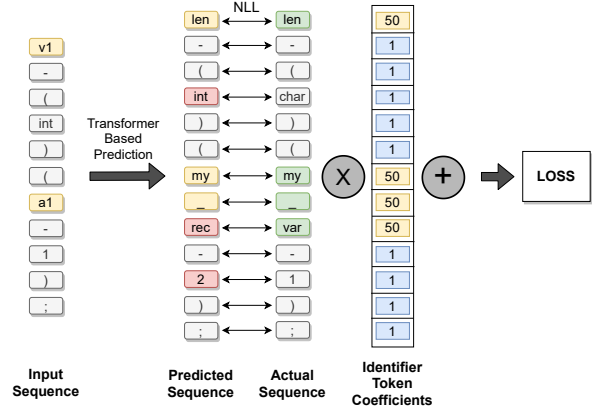 NLL
len len 50
v1 - - 1
- ( ( 1
( int char 1
int ) ) 1
) ( ( 1
( my my 50
a1 _ _ 50
- rec var 50
1 - - 1
) 2 1 1
; ) ) 1
; ; 1
Transformer
Based
Prediction
X
+
LOSS
Input
Sequence
Predicted
Sequence
Actual
Sequence
Identifier
Token
Coefficients